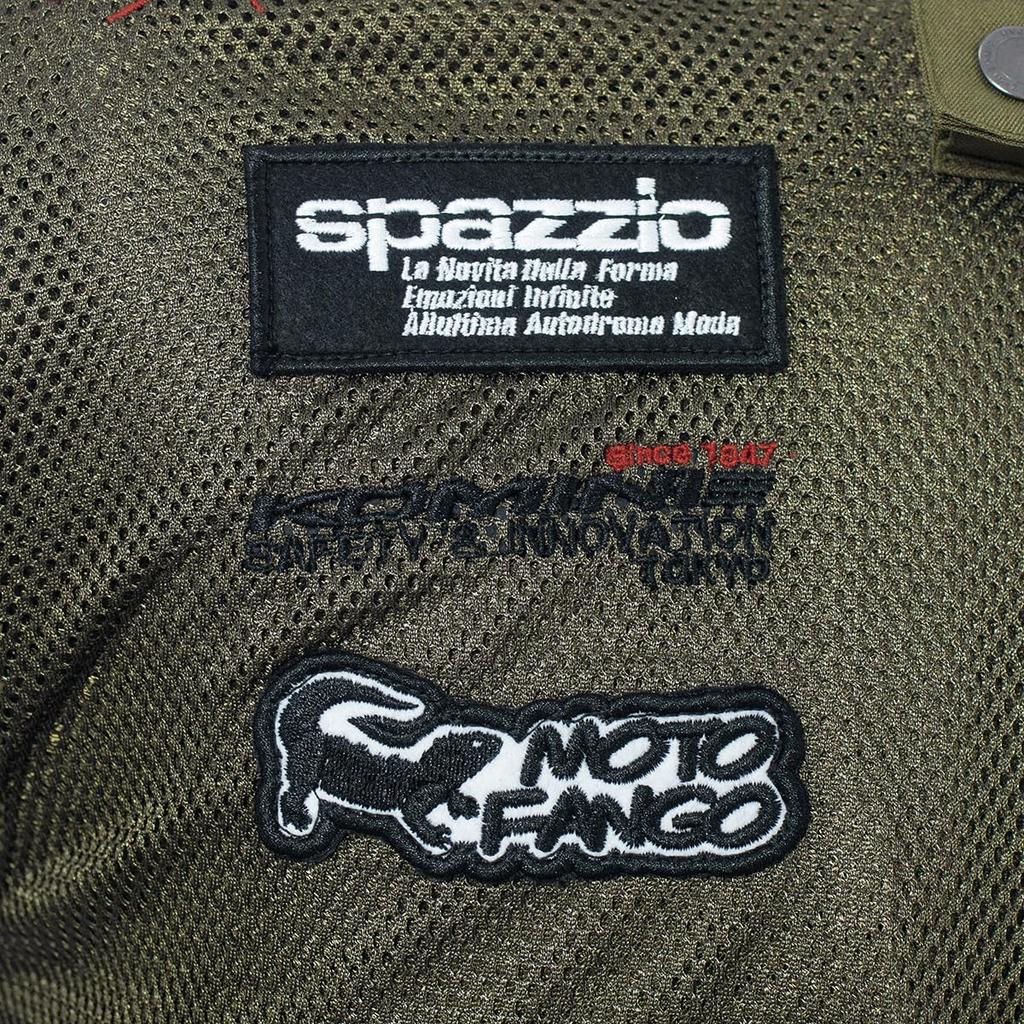 spazzio
La Novita Dalla Forma
Emozioni Infinite
All'ultima Autodromo Moda
since 1947
KOMINE
SAFETY & INNOVATION
TOKYO
MOTO
FANGO